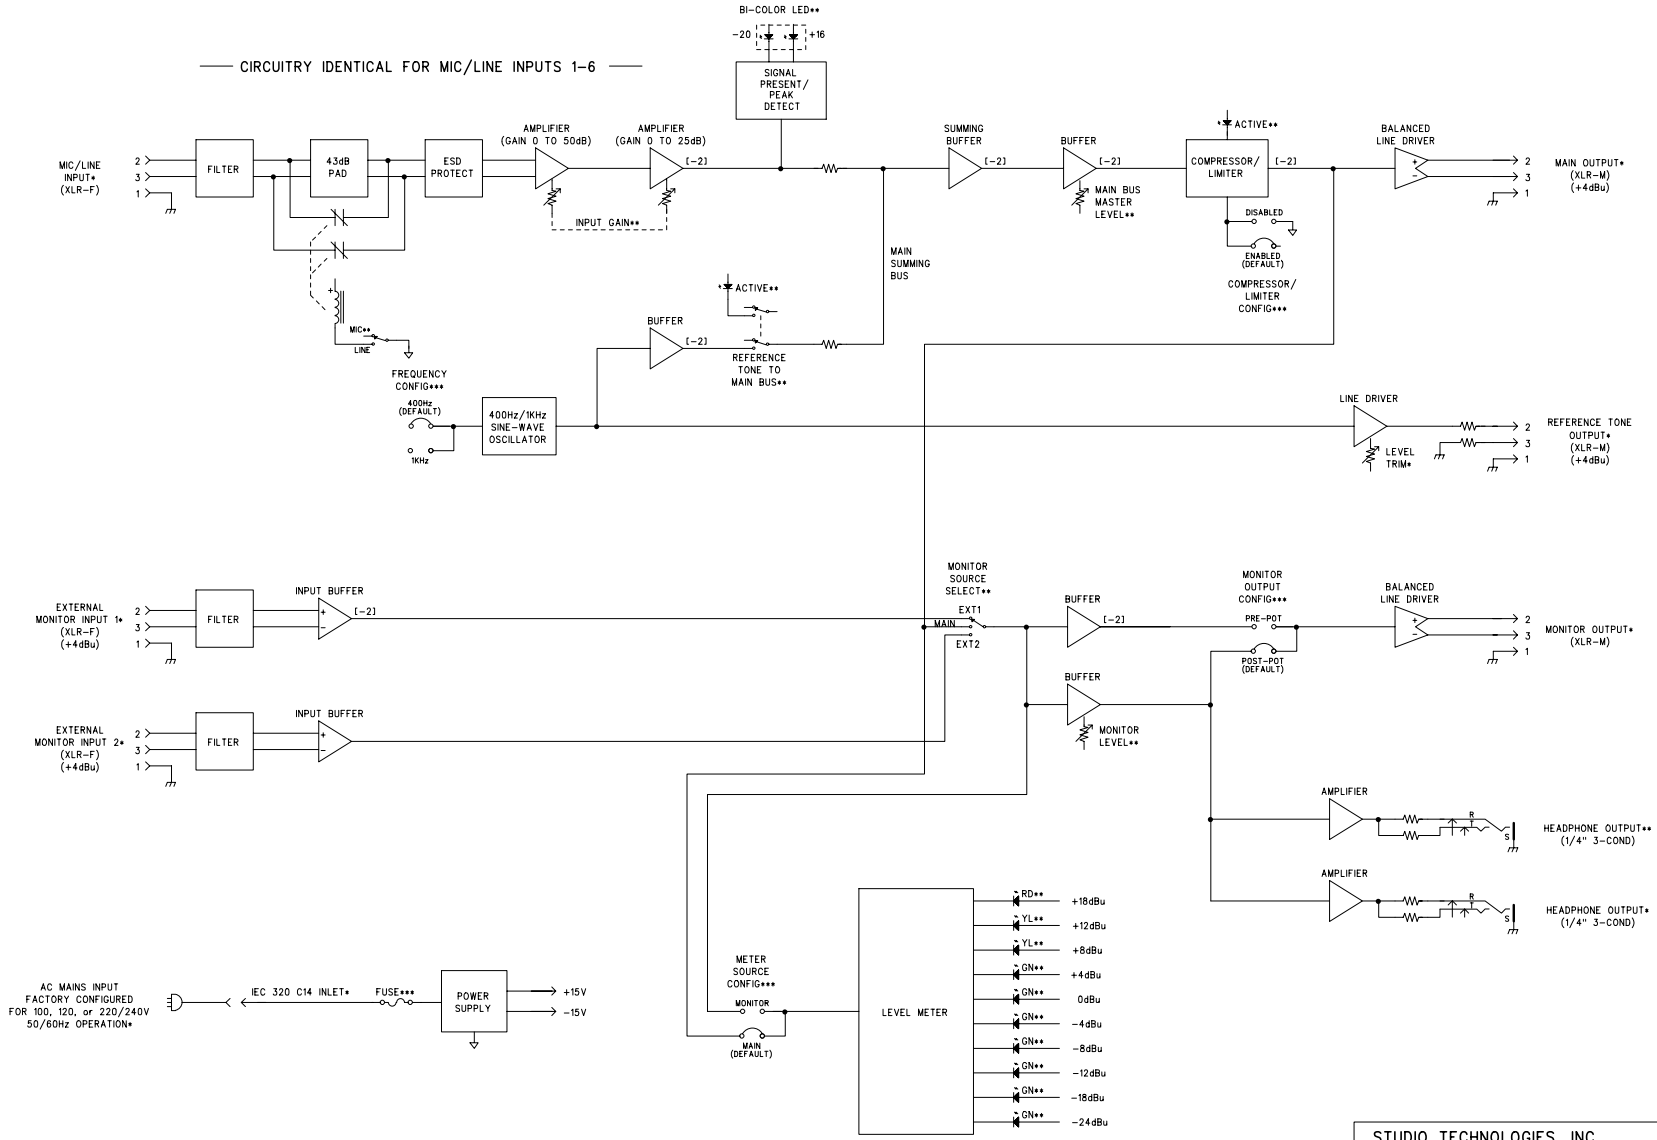 BI-COLOR LED**
-20 +16
CIRCUITRY IDENTICAL FOR MIC/LINE INPUTS 1-6
SIGNAL
PRESENT/
PEAK
DETECT
MIC/LINE
INPUT*
(XLR-F)
2
3
1
FILTER
43dB
PAD
ESD
PROTECT
AMPLIFIER
(GAIN 0 TO 50dB)
AMPLIFIER
(GAIN 0 TO 25dB)
[-2]
INPUT GAIN**
SUMMING
BUFFER
[-2]
BUFFER
[-2]
MAIN BUS
MASTER
LEVEL**
ACTIVE**
COMPRESSOR/
LIMITER
[-2]
DISABLED
ENABLED
(DEFAULT)
COMPRESSOR/
LIMITER
CONFIG***
BALANCED
LINE DRIVER
+
-
2
3
1
MAIN OUTPUT*
(XLR-M)
(+4dBu)
MAIN
SUMMING
BUS
+
MIC**
LINE
ACTIVE**
BUFFER
[-2]
REFERENCE
TONE TO
MAIN BUS**
FREQUENCY
CONFIG***
400Hz
(DEFAULT)
1KHz
400Hz/1KHz
SINE-WAVE
OSCILLATOR
LINE DRIVER
LEVEL
TRIM*
2
3
1
REFERENCE TONE
OUTPUT*
(XLR-M)
(+4dBu)
EXTERNAL
MONITOR INPUT 1*
(XLR-F)
(+4dBu)
2
3
1
FILTER
INPUT BUFFER
+
-
[-2]
MONITOR
SOURCE
SELECT**
EXT1
MAIN
EXT2
BUFFER
[-2]
MONITOR
OUTPUT
CONFIG***
PRE-POT
POST-POT
(DEFAULT)
BALANCED
LINE DRIVER
+
-
2
3
1
MONITOR OUTPUT*
(XLR-M)
BUFFER
MONITOR
LEVEL**
EXTERNAL
MONITOR INPUT 2*
(XLR-F)
(+4dBu)
2
3
1
FILTER
INPUT BUFFER
+
-
AMPLIFIER
R
T
S
HEADPHONE OUTPUT**
(1/4" 3-COND)
AMPLIFIER
R
T
S
HEADPHONE OUTPUT*
(1/4" 3-COND)
AC MAINS INPUT
FACTORY CONFIGURED
FOR 100, 120, or 220/240V
50/60Hz OPERATION*
IEC 320 C14 INLET*
FUSE***
POWER
SUPPLY
+15V
-15V
METER
SOURCE
CONFIG***
MONITOR
MAIN
(DEFAULT)
LEVEL METER
RD** +18dBu
YL** +12dBu
YL** +8dBu
GN** +4dBu
GN** 0dBu
GN** -4dBu
GN** -8dBu
GN** -12dBu
GN** -18dBu
GN** -24dBu
STUDIO TECHNOLOGIES, INC.